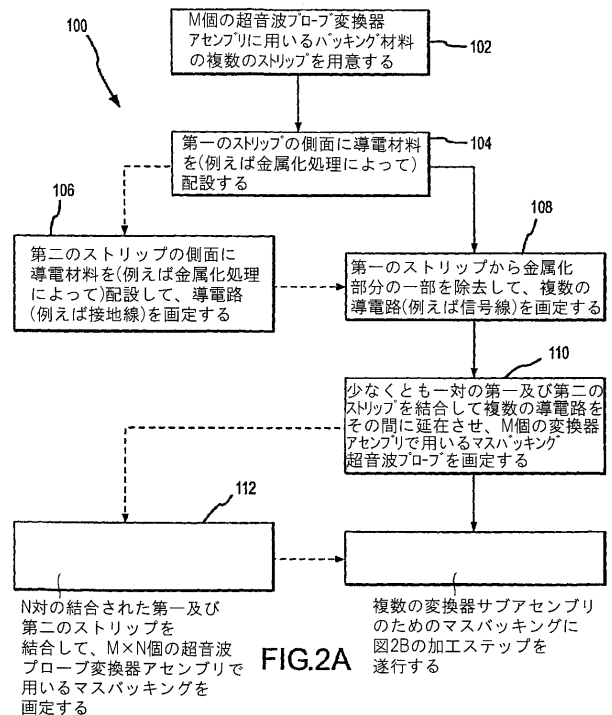 100
M個の超音波プローブ変換器
アセンブリに用いるバッキング材料
の複数のストリップを用意する
102
第一のストリップの側面に導電材料
を(例えば金属化処理によって)
配設する
104
106
第二のストリップの側面に
導電材料を(例えば金属化処理
によって)配設して、導電路
(例えば接地線)を画定する
108
第一のストリップから金属化
部分の一部を除去して、複数の
導電路(例えば信号線)を画定する
110
少なくとも一対の第一及び第二の
ストリップを結合して複数の導電路を
その間に延在させ、M個の変換器
アセンブリで用いるマスバッキング
超音波プローブを画定する
112
N対の結合された第一及び
第二のストリップを
結合して、M×N個の超音波
プローブ変換器アセンブリで
用いるマスバッキングを
画定する
複数の変換器サブアセンブリ
のためのマスバッキングに
図2Bの加工ステップを
遂行する
FIG.2A